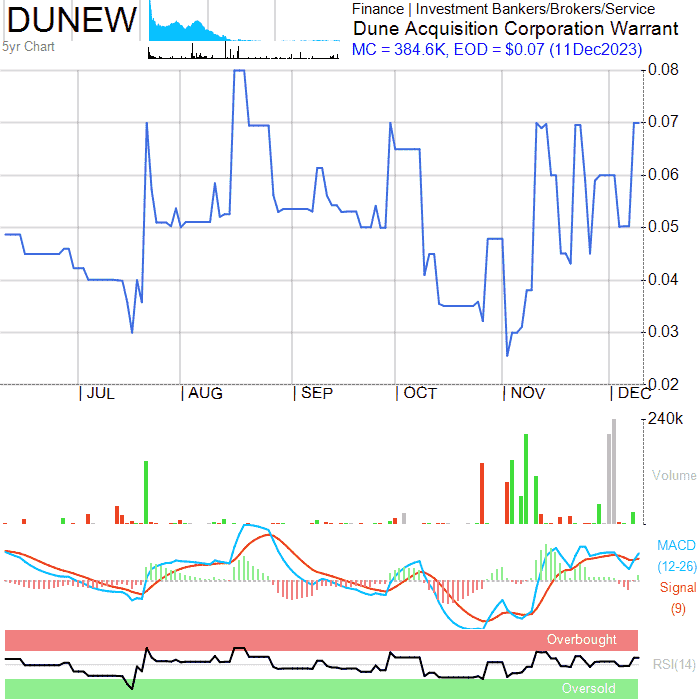 DUNEW
5yr Chart
Finance | Investment Bankers/Brokers/Service
Dune Acquisition Corporation Warrant
MC = 384.6K, EOD = $0.07 (11Dec2023)
0.08
0.07
0.06
0.05
0.04
0.03
0.02
| JUL | AUG | SEP | OCT | NOV | DEC
240k
Volume
MACD
(12-26)
Signal
(9)
Overbought
RSI(14)
Oversold